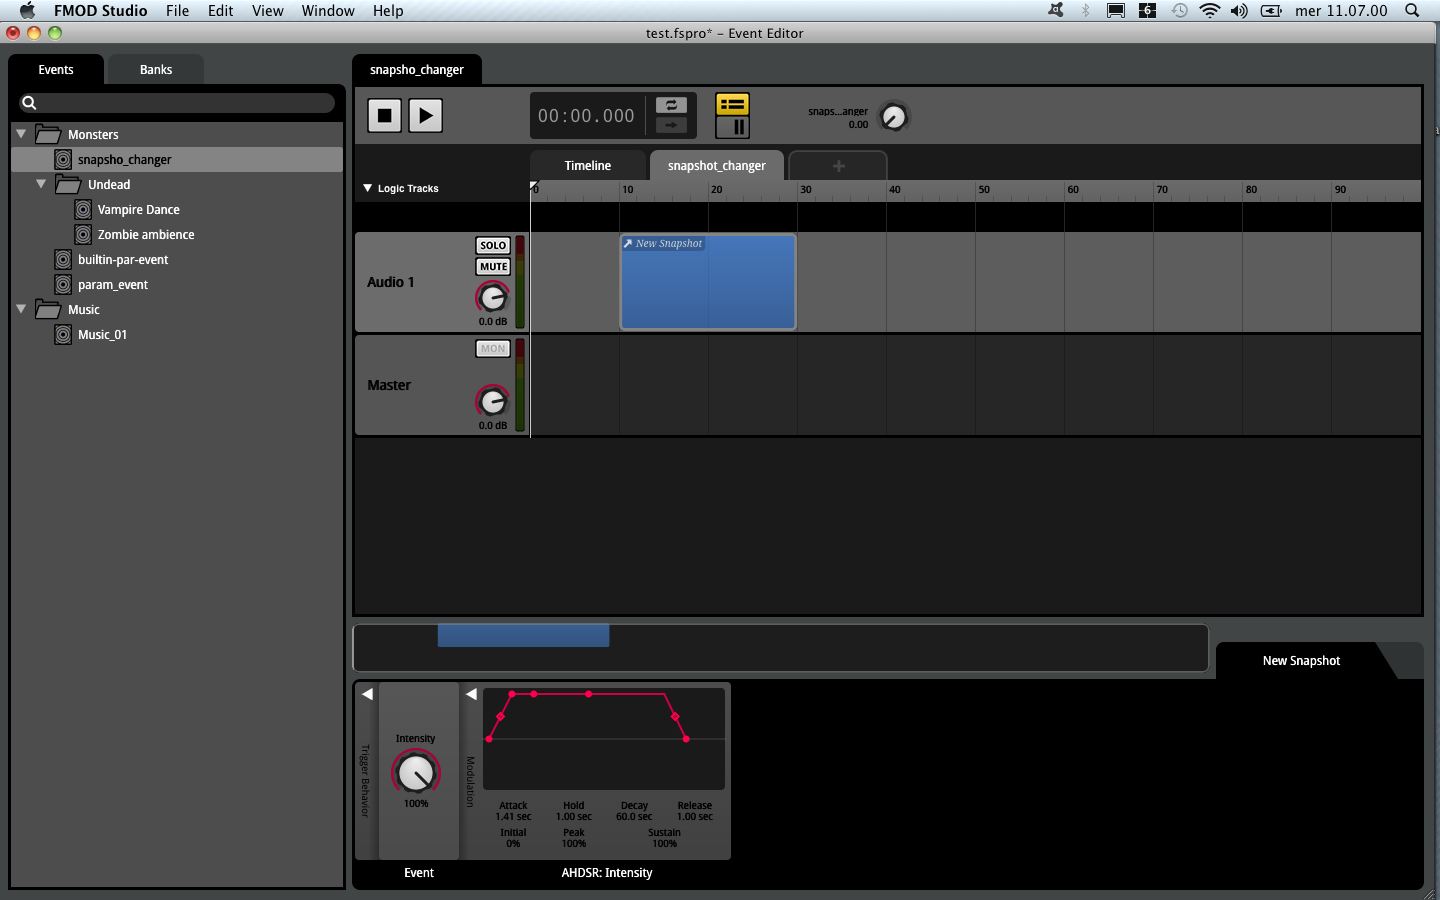 FMOD Studio File Edit View Window Help 6 mer 11.07.00
test.fspro* – Event Editor
Events Banks
Monsters
snapsho_changer
Undead
Vampire Dance
Zombie ambience
builtin-par-event
param_event
Music
Music_01
snapsho_changer
00:00.000
snaps...anger
0.00
Timeline snapshot_changer +
Logic Tracks
0 10 20 30 40 50 60 70 80 90
Audio 1
SOLO
MUTE
0.0 dB
New Snapshot
Master
MON
0.0 dB
New Snapshot
Trigger Behavior
Intensity
100%
Modulation
Attack Hold Decay Release
1.41 sec 1.00 sec 60.0 sec 1.00 sec
Initial Peak Sustain
0% 100% 100%
Event
AHDSR: Intensity